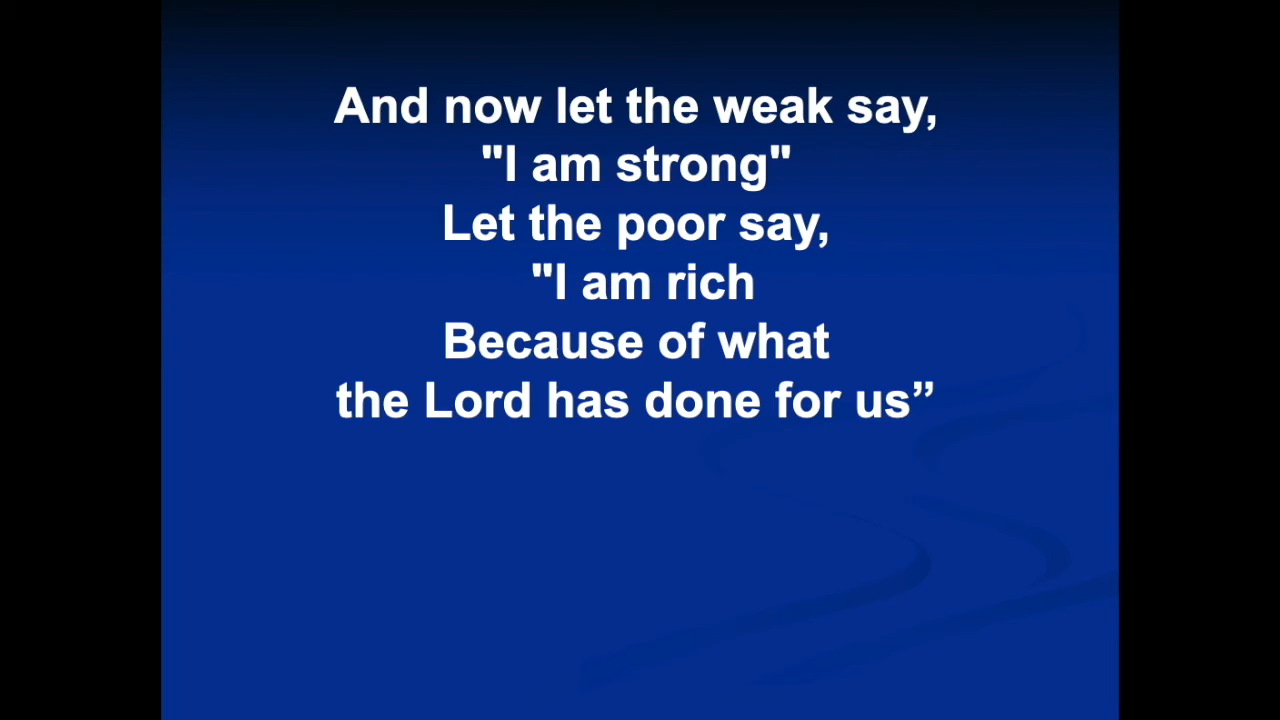 And now let the weak say,
"I am strong"
Let the poor say,
"I am rich
Because of what
the Lord has done for us”